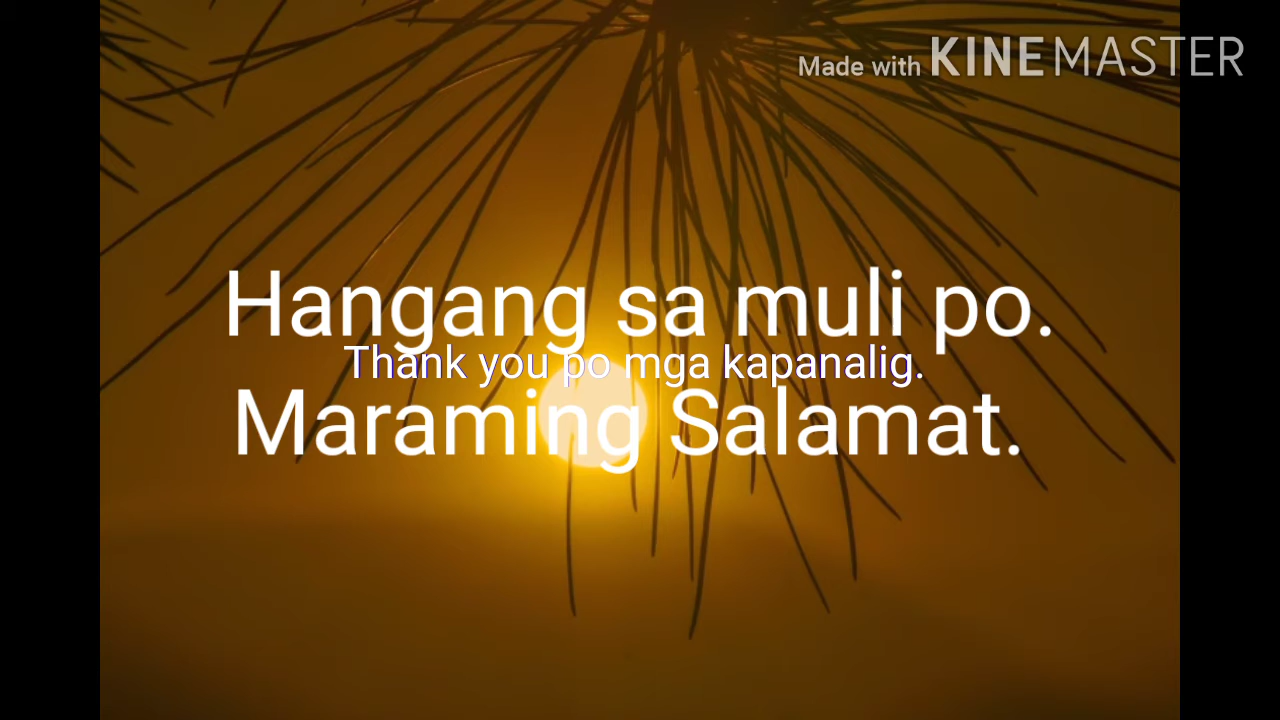 Made with KINEMASTER
Hangang sa muli po.
Thank you po mga kapanalig.
Maraming Salamat.